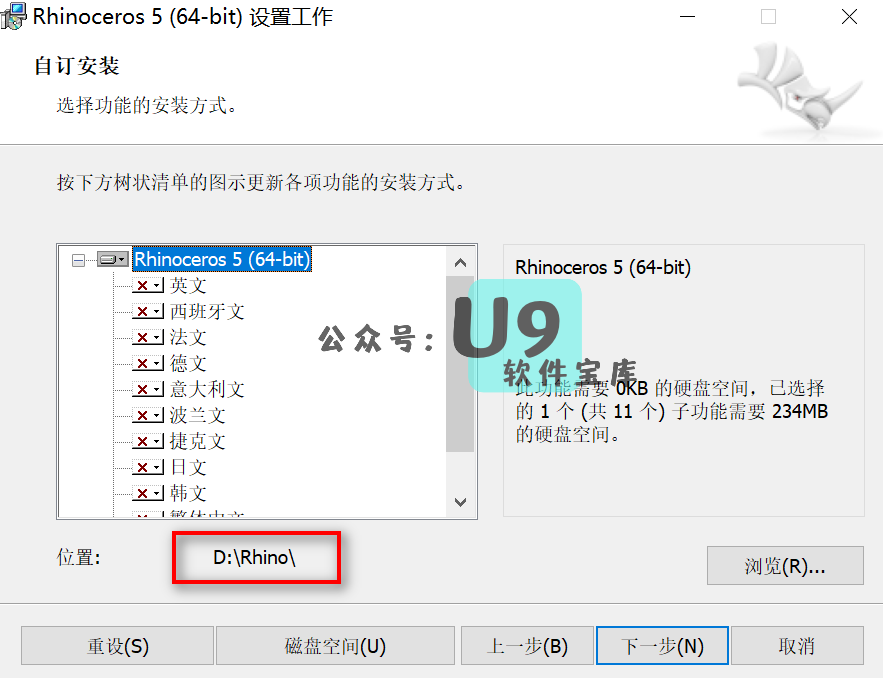 Rhinoceros 5 (64-bit) 设置工作
自订安装
选择功能的安装方式。
按下方树状清单的图示更新各项功能的安装方式。
Rhinoceros 5 (64-bit)
英文
西班牙文
法文
德文
意大利文
波兰文
捷克文
日文
韩文
繁体中文
Rhinoceros 5 (64-bit)
公众号：U9
软件宝库
此功能需要 0KB 的硬盘空间，已选择
的 1 个 (共 11 个) 子功能需要 234MB
的硬盘空间。
位置:
D:\Rhino\
浏览(R)...
重设(S)
磁盘空间(U)
上一步(B)
下一步(N)
取消